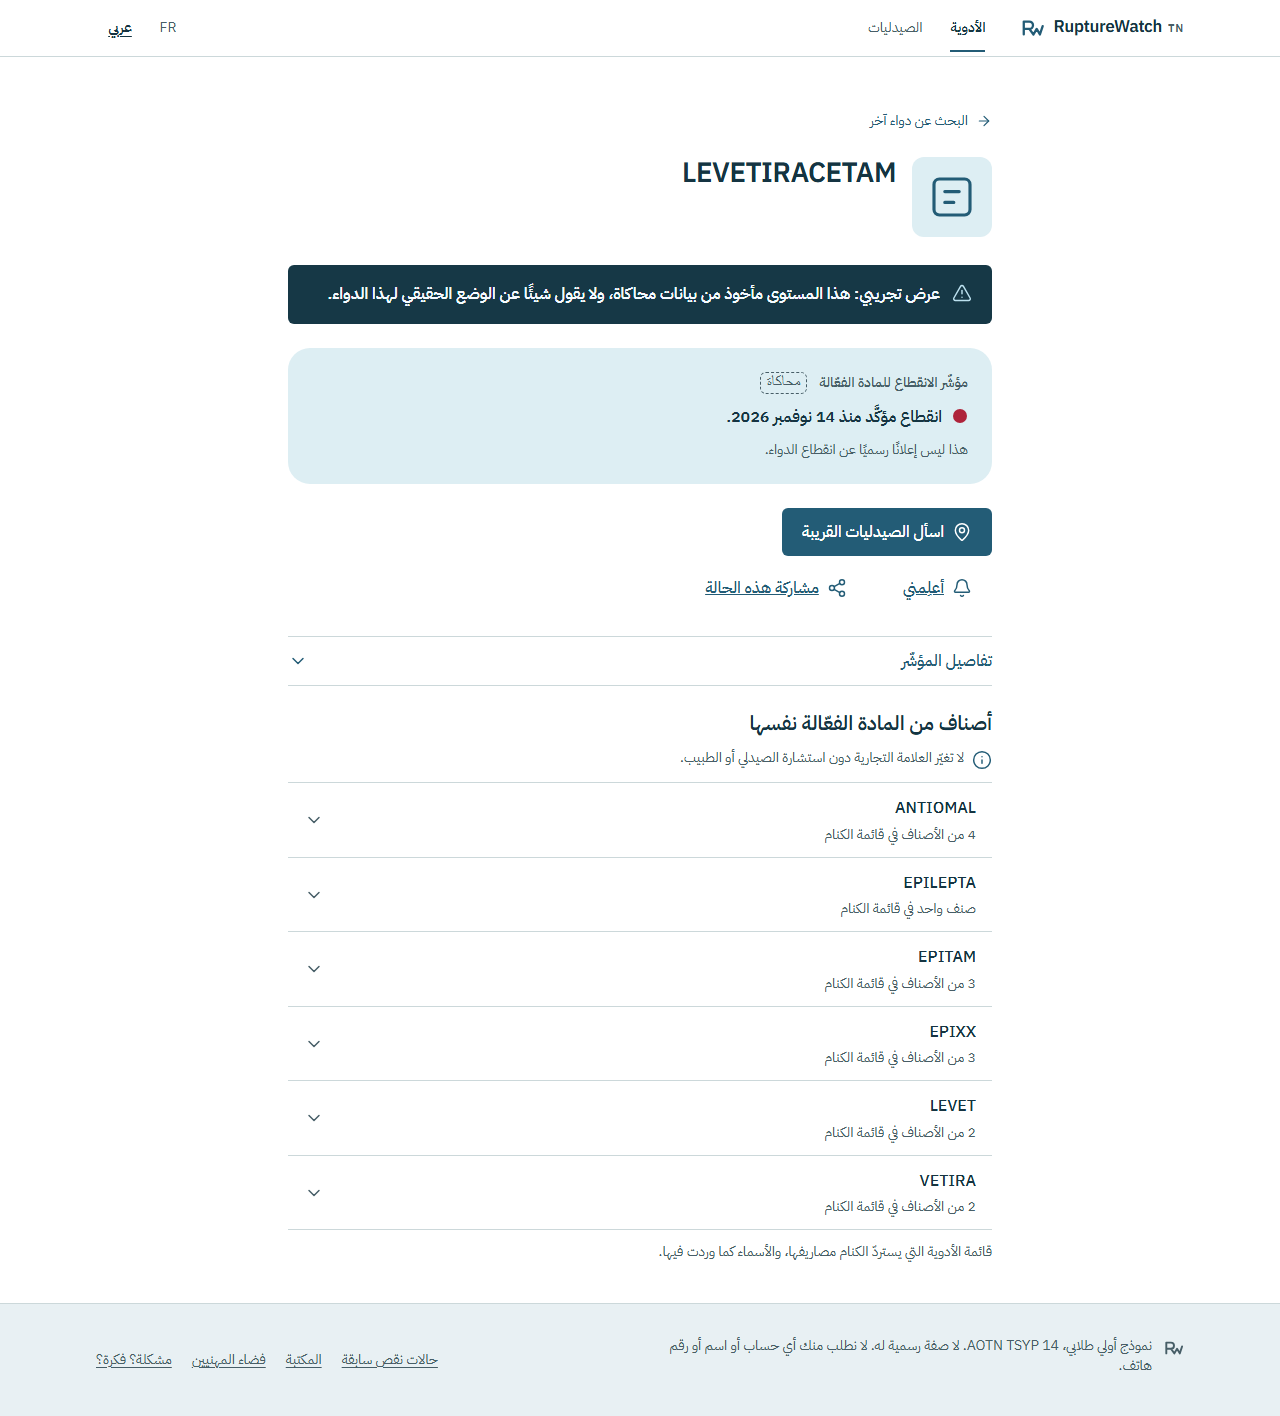 RuptureWatch TN
الأدوية
الصيدليات
FR
عربي
البحث عن دواء آخر
LEVETIRACETAM
عرض تجريبي: هذا المستوى مأخوذ من بيانات محاكاة، ولا يقول شيئًا عن الوضع الحقيقي لهذا الدواء.
مؤشّر الانقطاع للمادة الفعّالة محاكاة
انقطاع مؤكَّد منذ 14 نوفمبر 2026.
هذا ليس إعلانًا رسميًا عن انقطاع الدواء.
اسأل الصيدليات القريبة
أعلِمني
مشاركة هذه الحالة
تفاصيل المؤشّر
أصناف من المادة الفعّالة نفسها
لا تغيّر العلامة التجارية دون استشارة الصيدلي أو الطبيب.
ANTIOMAL
4 من الأصناف في قائمة الكنام
EPILEPTA
صنف واحد في قائمة الكنام
EPITAM
3 من الأصناف في قائمة الكنام
EPIXX
3 من الأصناف في قائمة الكنام
LEVET
2 من الأصناف في قائمة الكنام
VETIRA
2 من الأصناف في قائمة الكنام
قائمة الأدوية التي يستردّ الكنام مصاريفها، والأسماء كما وردت فيها.
نموذج أولي طلابي، AOTN TSYP 14. لا صفة رسمية له. لا نطلب منك أي حساب أو اسم أو رقم
هاتف.
حالات نقص سابقة
المكتبة
فضاء المهنيين
مشكلة؟ فكرة؟